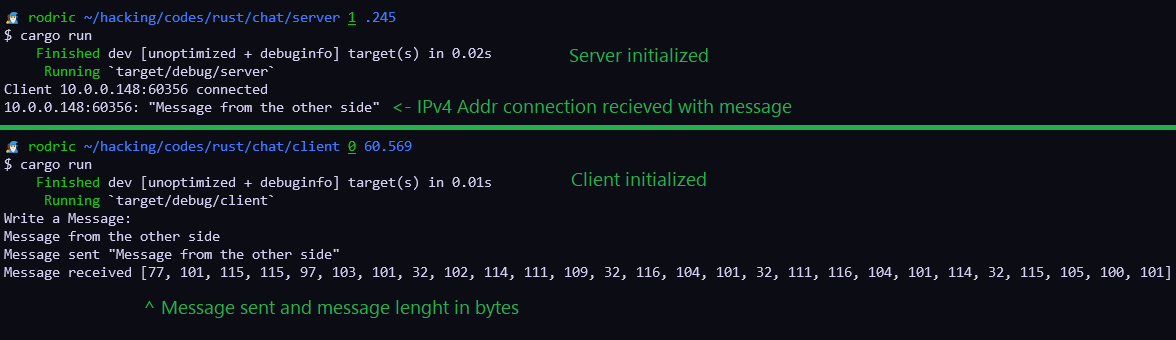 rodric ~/hacking/codes/rust/chat/server 1 .245
$ cargo run
Finished dev [unoptimized + debuginfo] target(s) in 0.02s
Server initialized
Running `target/debug/server`
Client 10.0.0.148:60356 connected
10.0.0.148:60356: "Message from the other side" <- IPv4 Addr connection recieved with message
rodric ~/hacking/codes/rust/chat/client 0 60.569
$ cargo run
Finished dev [unoptimized + debuginfo] target(s) in 0.01s
Client initialized
Running `target/debug/client`
Write a Message:
Message from the other side
Message sent "Message from the other side"
Message received [77, 101, 115, 115, 97, 103, 101, 32, 102, 114, 111, 109, 32, 116, 104, 101, 32, 111, 116, 104, 101, 114, 32, 115, 105, 100, 101]
^ Message sent and message lenght in bytes